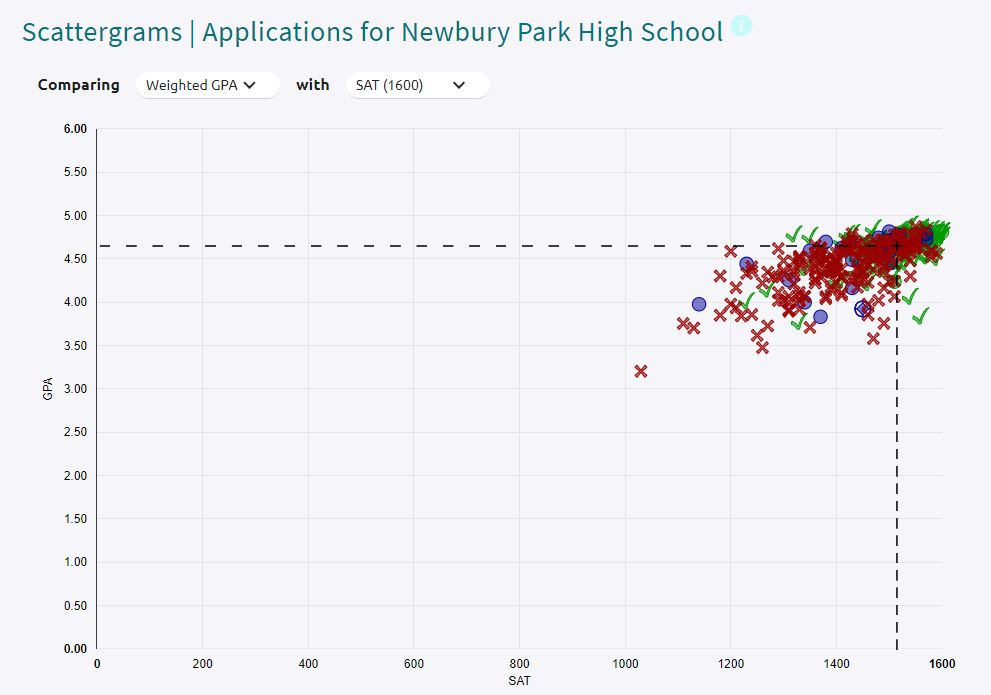 Scattergrams | Applications for Newbury Park High School i
Comparing Weighted GPA with SAT (1600)
6.00
5.50
5.00
4.50
4.00
3.50
3.00
2.50
2.00
1.50
1.00
0.50
0.00
GPA
0 200 400 600 800 1000 1200 1400 1600
SAT